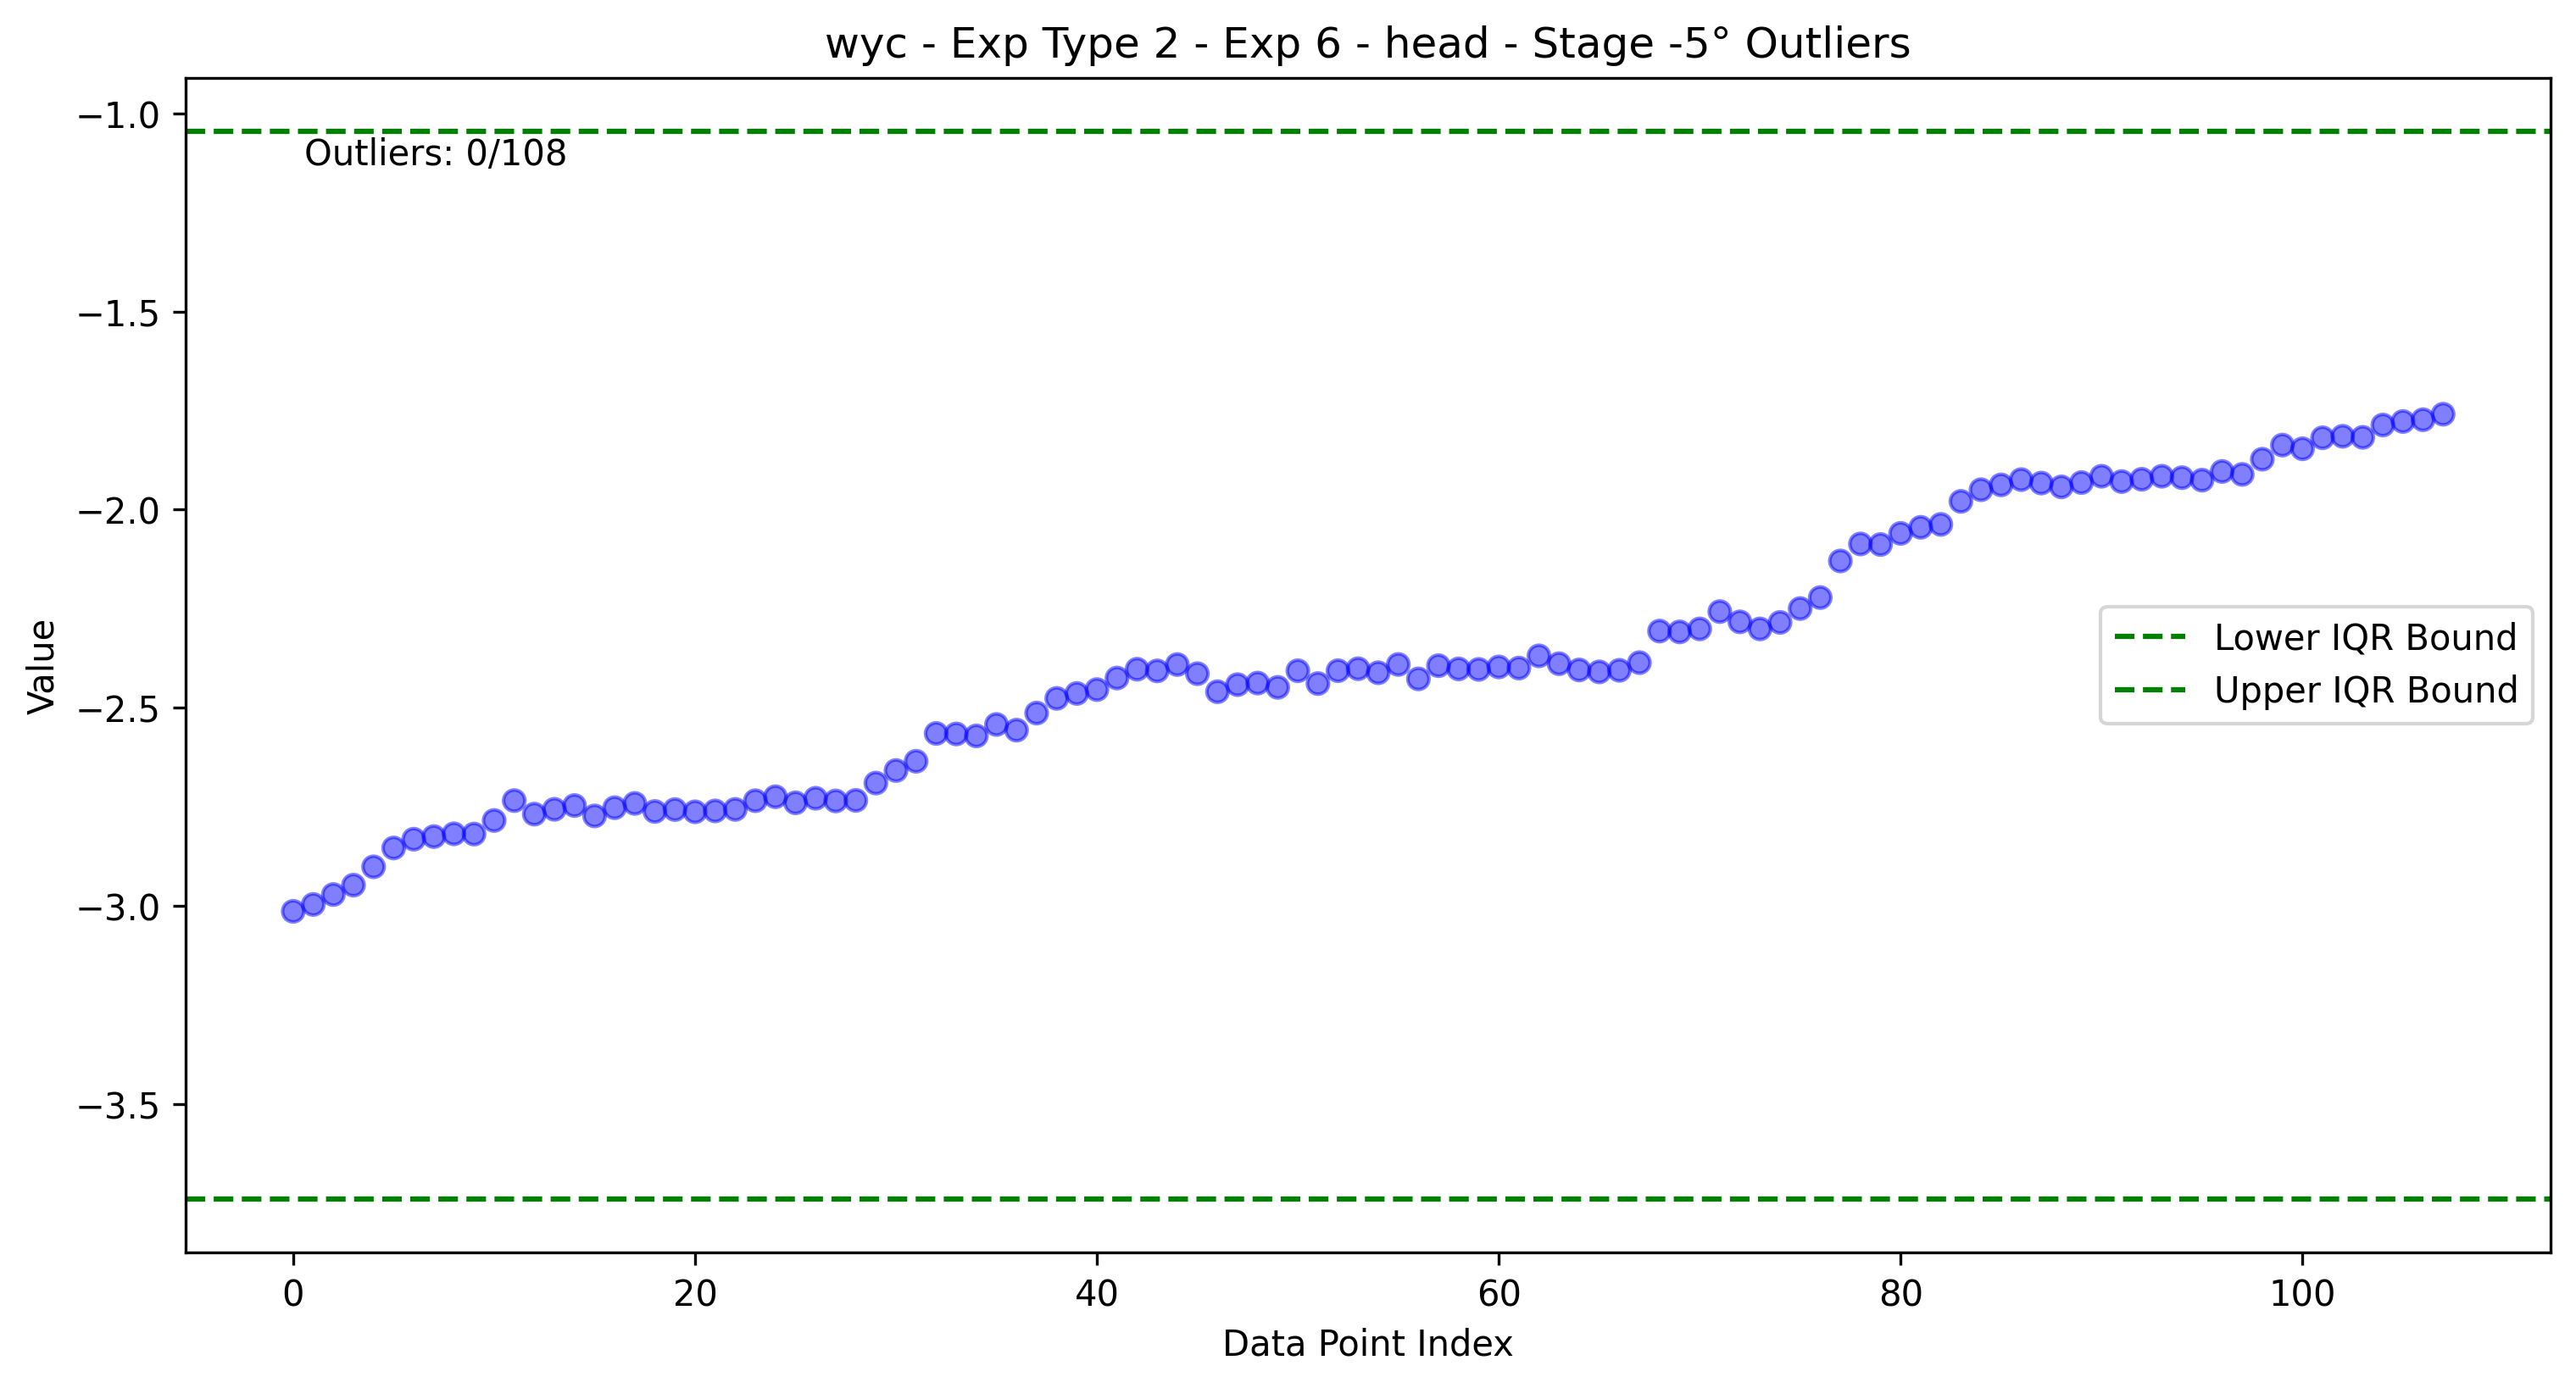 wyc - Exp Type 2 - Exp 6 - head - Stage -5° Outliers
−1.0
Outliers: 0/108
−1.5
−2.0
−2.5
−3.0
−3.5
Value
Lower IQR Bound
Upper IQR Bound
0 20 40 60 80 100
Data Point Index